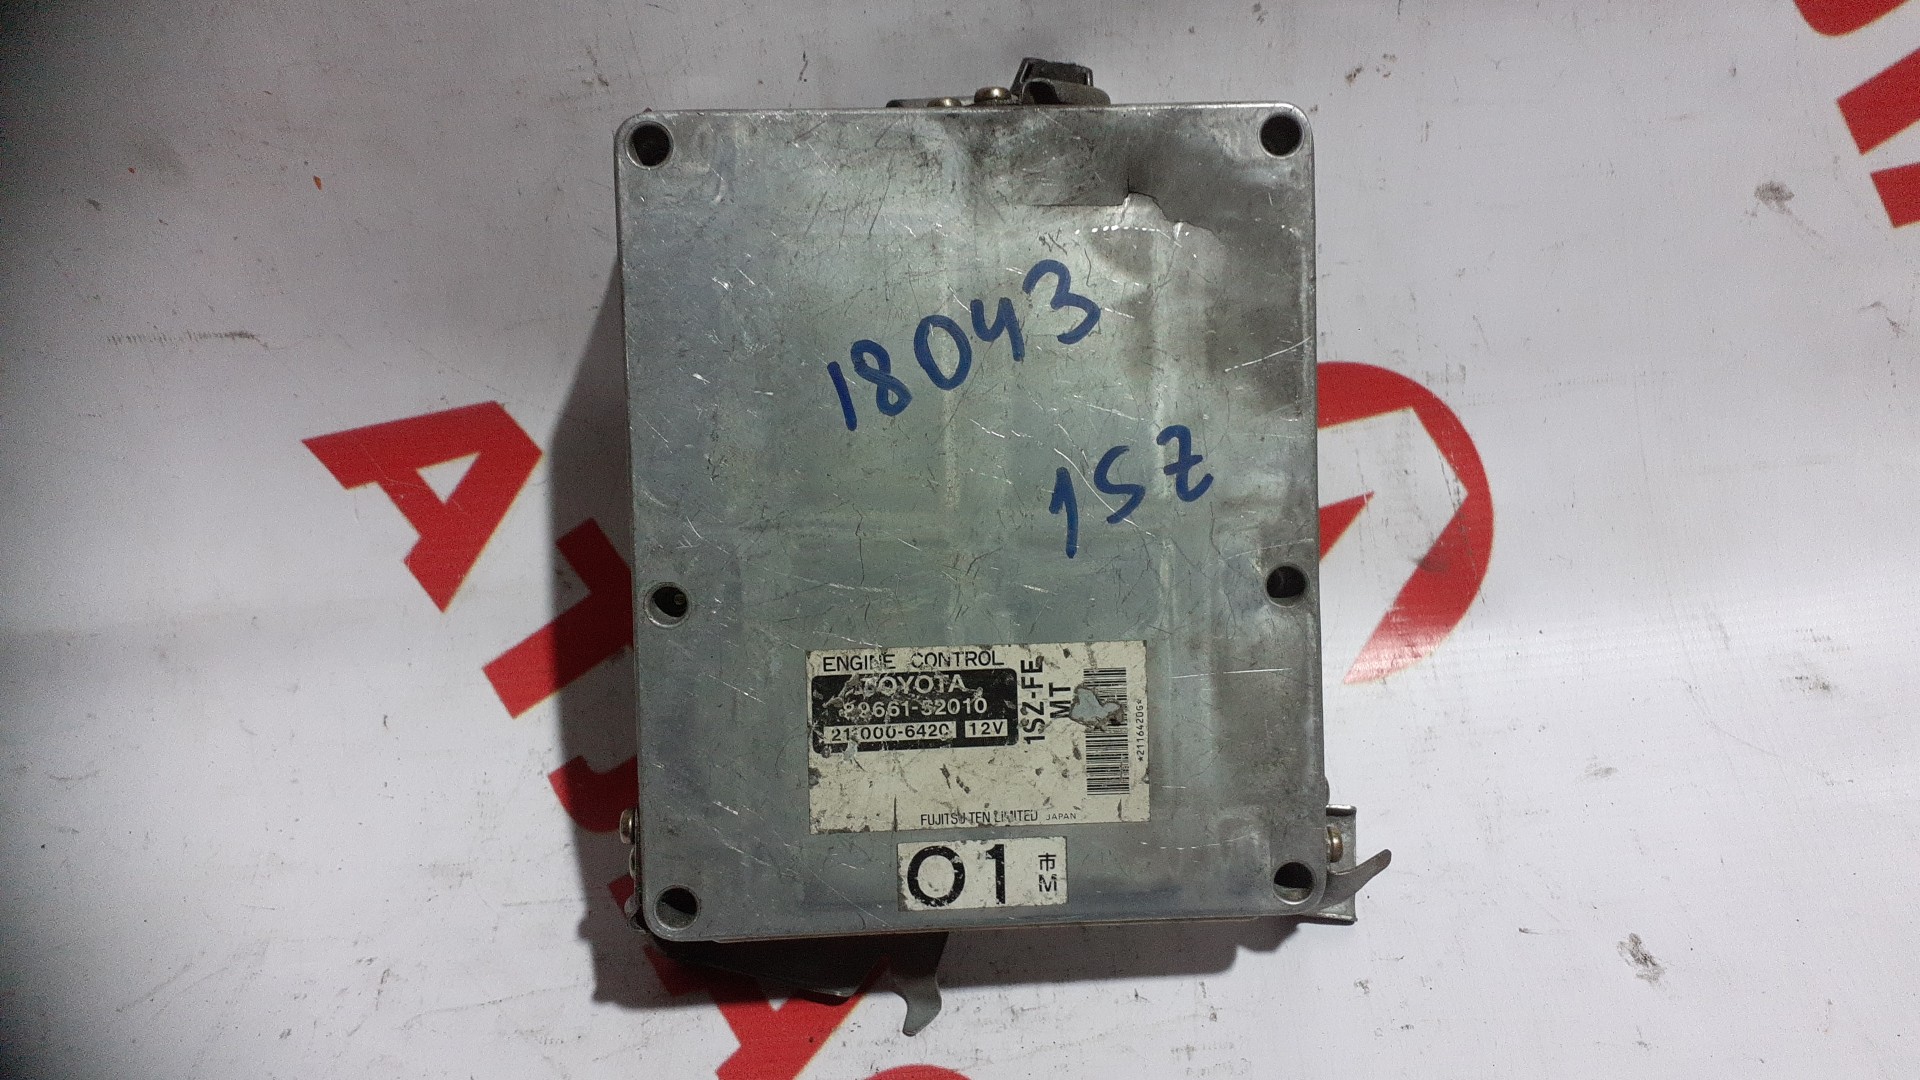 18043
1SZ
ENGINE CONTROL
TOYOTA
89661-52010
211000-6420 12V
1SZ-FE
MT
*2116420G*
FUJITSU TEN LIMITED JAPAN
01 市
M